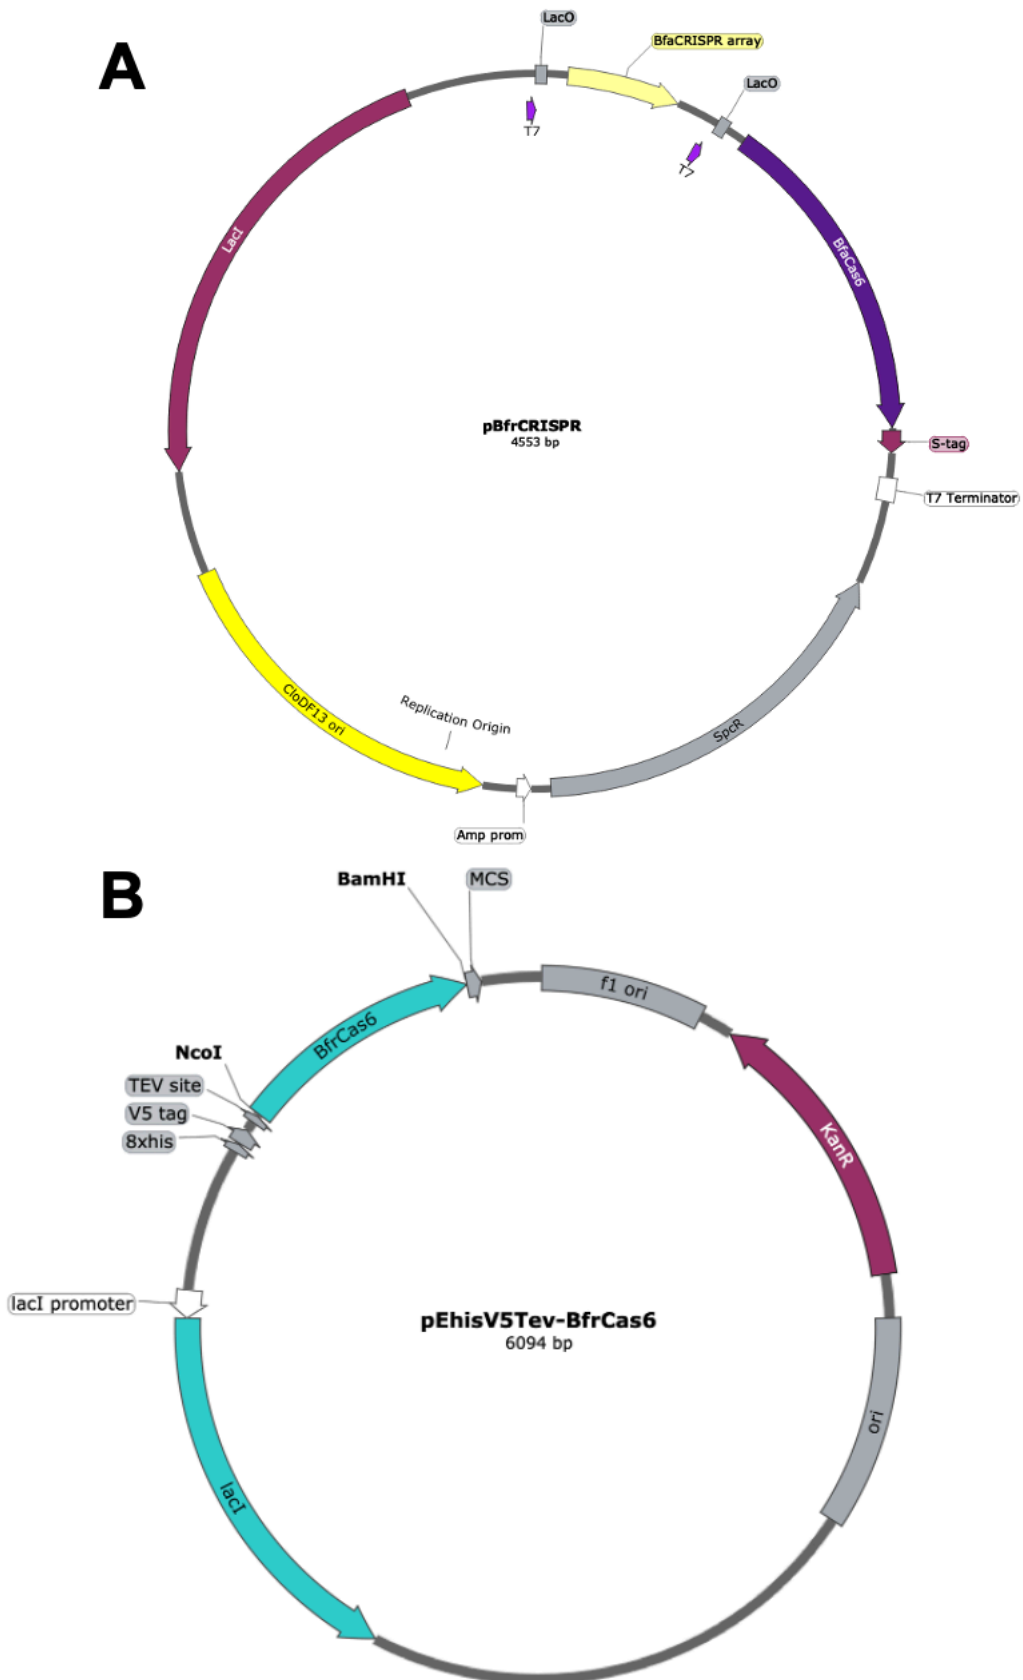 A
LacO
BfaCRISPR array
LacO
T7
T7
LacI
BfaCas6
pBfrCRISPR
4553 bp
S-tag
T7 Terminator
CloDF13 ori
Replication Origin
SpcR
Amp prom
B
BamHI
MCS
f1 ori
BfrCas6
NcoI
TEV site
V5 tag
8xhis
KanR
lacI promoter
pEhisV5Tev-BfrCas6
6094 bp
ori
lacI